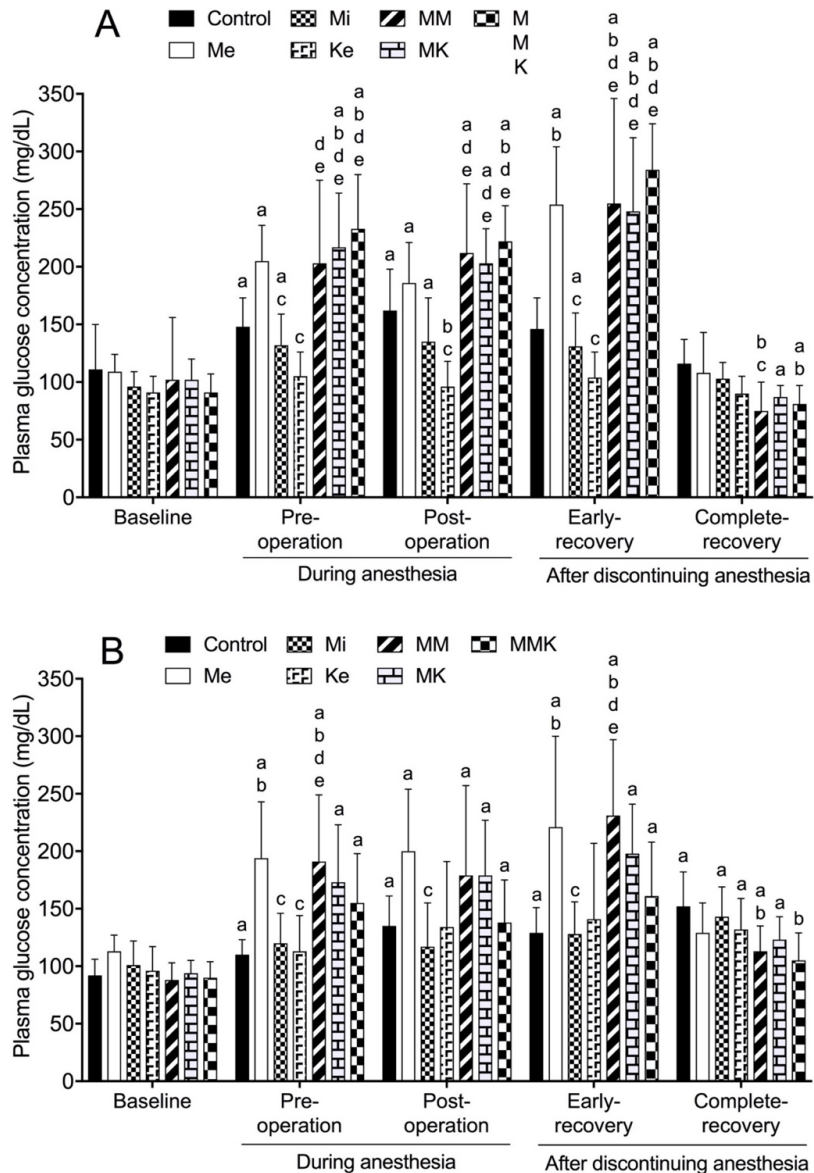 A
Control Mi MM M
M
K
Me Ke MK
Plasma glucose concentration (mg/dL)
350
300
250
200
150
100
50
0
a
a
a
c
c
d
e
a
b
d
e
a
b
d
e
a
a
a
c
b
c
a
d
e
a
d
e
a
b
d
e
a
b
a
c
c
a
b
d
e
a
b
d
e
a
b
d
e
b
c
a
a
b
Baseline
Pre-
operation
Post-
operation
Early-
recovery
Complete-
recovery
During anesthesia
After discontinuing anesthesia
B
Control Mi MM MMK
Me Ke MK
Plasma glucose concentration (mg/dL)
350
300
250
200
150
100
50
0
a
a
b
c
c
a
b
d
e
a
a
a
c
a
a
a
a
a
b
c
a
b
d
e
a
a
a
a
a
a
b
a
b
Baseline
Pre-
operation
Post-
operation
Early-
recovery
Complete-
recovery
During anesthesia
After discontinuing anesthesia